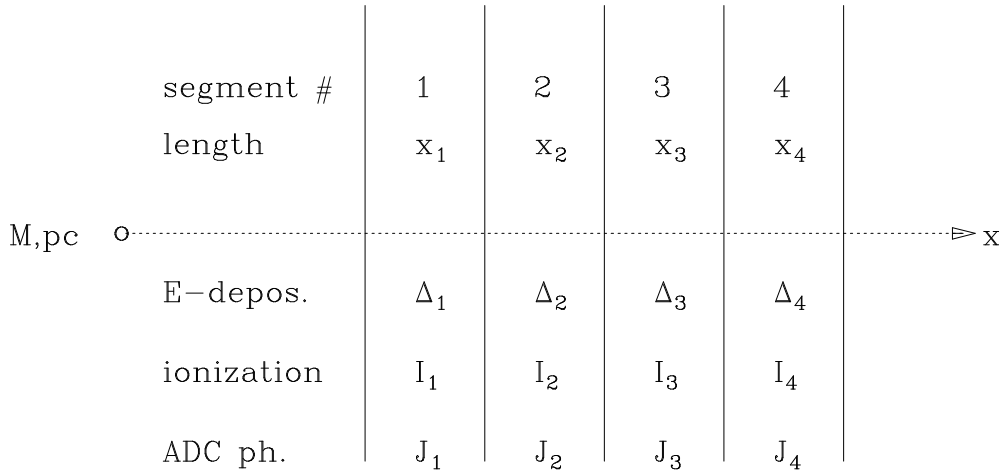 segment # 1 2 3 4
length x₁ x₂ x₃ x₄
M,pc x
E-depos. Δ₁ Δ₂ Δ₃ Δ₄
ionization I₁ I₂ I₃ I₄
ADC ph. J₁ J₂ J₃ J₄